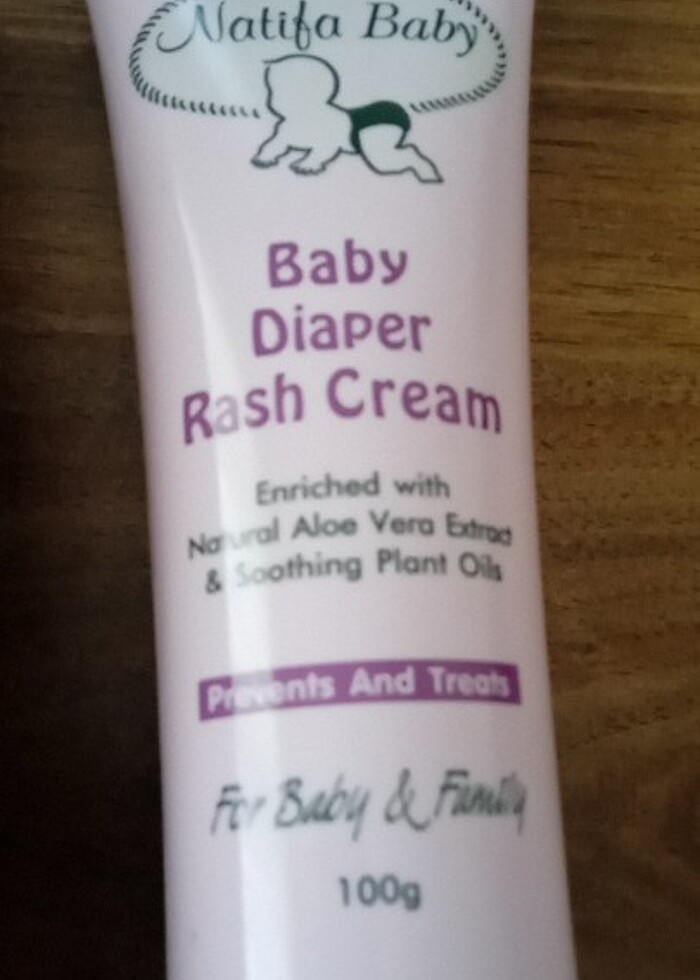 Natifa Baby
Baby
Diaper
Rash Cream
Enriched with
Natural Aloe Vera Extract
& Soothing Plant Oils
Prevents And Treats
For Baby & Family
100g